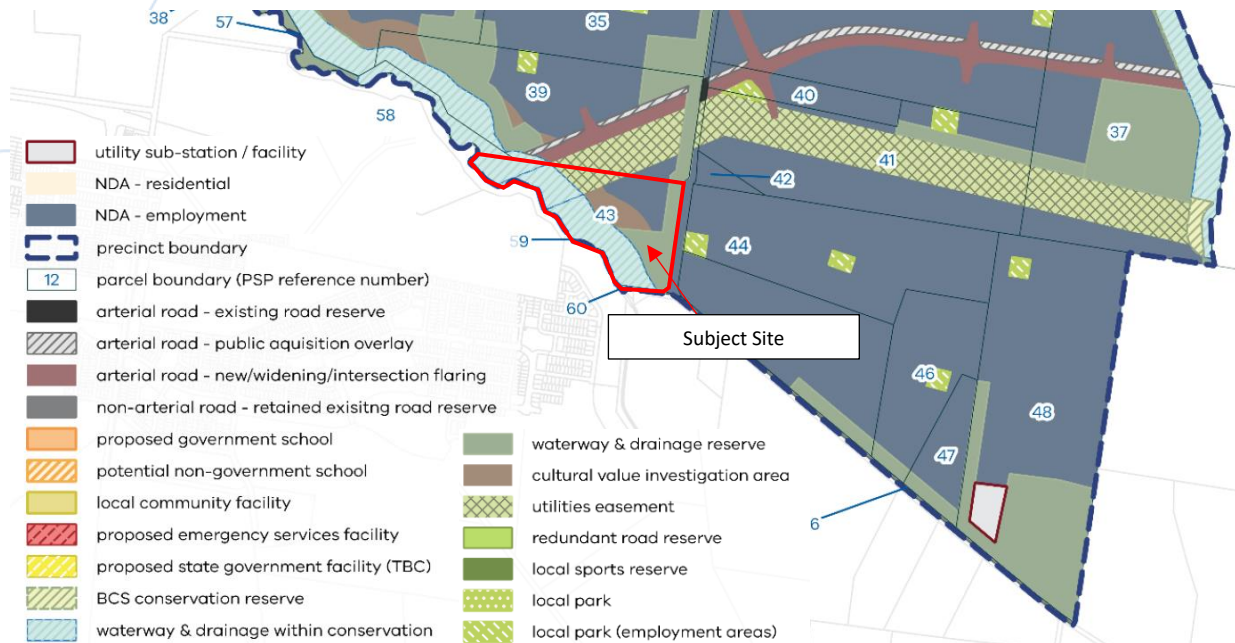 38
57
35
39
40
58
37
41
42
43
44
59
60
Subject Site
46
48
47
6
utility sub-station / facility
NDA - residential
NDA - employment
precinct boundary
12 parcel boundary (PSP reference number)
arterial road - existing road reserve
arterial road - public aquisition overlay
arterial road - new/widening/intersection flaring
non-arterial road - retained exisitng road reserve
proposed government school
potential non-government school
local community facility
proposed emergency services facility
proposed state government facility (TBC)
BCS conservation reserve
waterway & drainage within conservation
waterway & drainage reserve
cultural value investigation area
utilities easement
redundant road reserve
local sports reserve
local park
local park (employment areas)